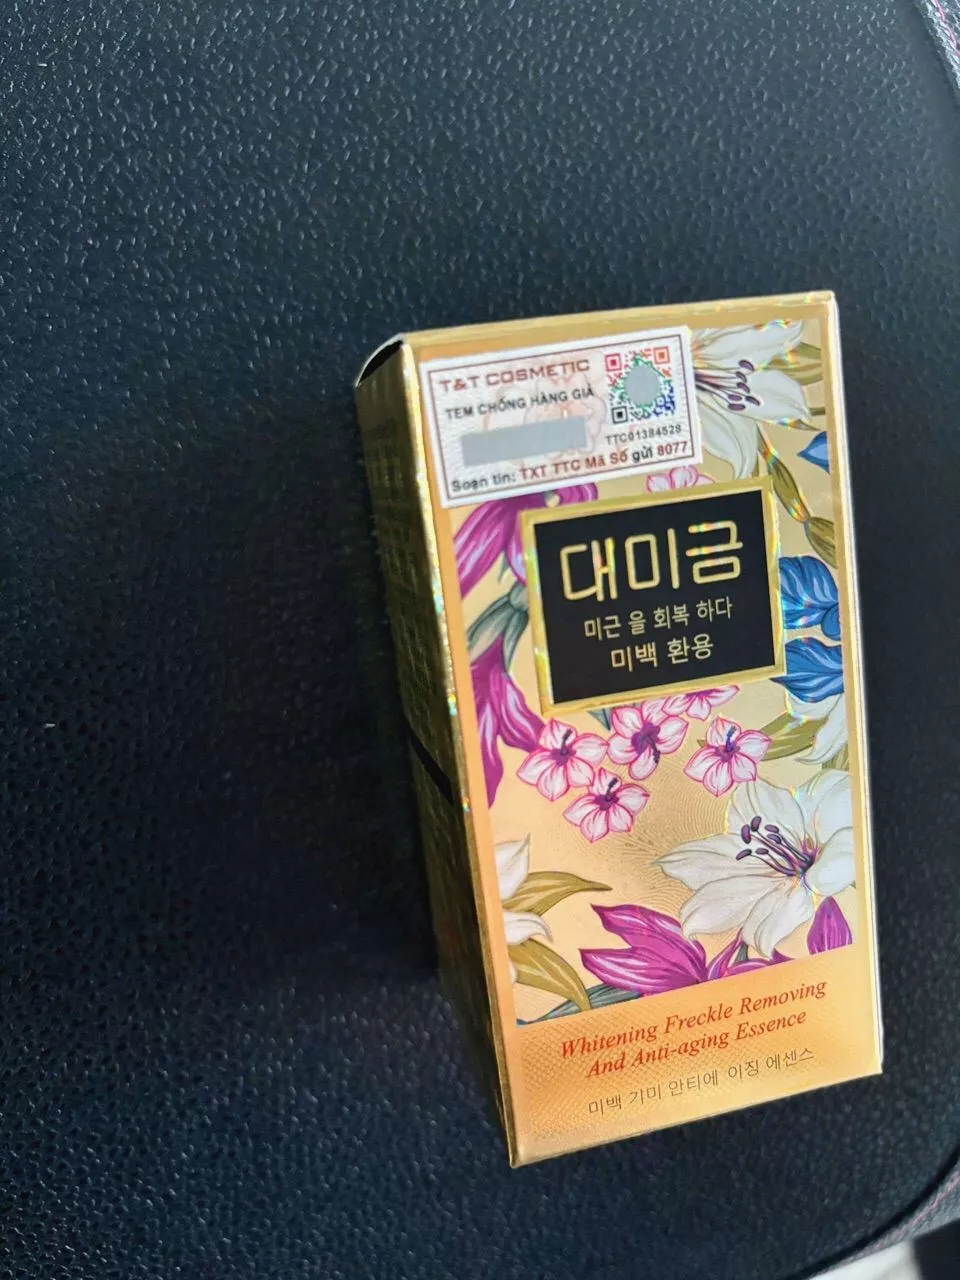 T&T COSMETIC
TEM CHỐNG HÀNG GIẢ
TTC01384528
Soạn tin: TXT TTC Mã Số gửi 8077
대미금
미근 을 회복 하다
미백 환용
Whitening Freckle Removing
And Anti-aging Essence
미백 기미 안티에 이징 에센스